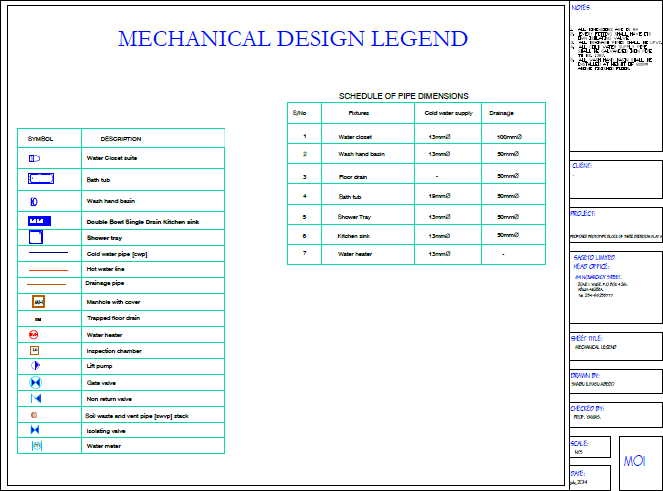 MECHANICAL DESIGN LEGEND
SYMBOL DESCRIPTION
Water Closet suite
Bath tub
Wash hand basin
Double Bowl Single Drain Kitchen sink
Shower tray
Cold water pipe [cwp]
Hot water line
Drainage pipe
Manhole with cover
Trapped floor drain
Water heater
Inspection chamber
Lift pump
Gate valve
Non return valve
Soil waste and vent pipe [swvp] stack
Isolating valve
Water meter
SCHEDULE OF PIPE DIMENSIONS
S/No Fixtures Cold water supply Drainage
1 Water closet 13mmØ 100mmØ
2 Wash hand basin 13mmØ 50mmØ
3 Floor drain - 50mmØ
4 Bath tub 19mmØ 50mmØ
5 Shower Tray 13mmØ 50mmØ
6 Kitchen sink 13mmØ 50mmØ
7 Water heater 13mmØ -
NOTES
CLIENT:
PROJECT:
LIMITED
HEAD OFFICE:
SHEET TITLE:
MECHANICAL LEGEND
DRAWN BY:
CHECKED BY:
SCALE:
NTS
DATE:
2014
M01